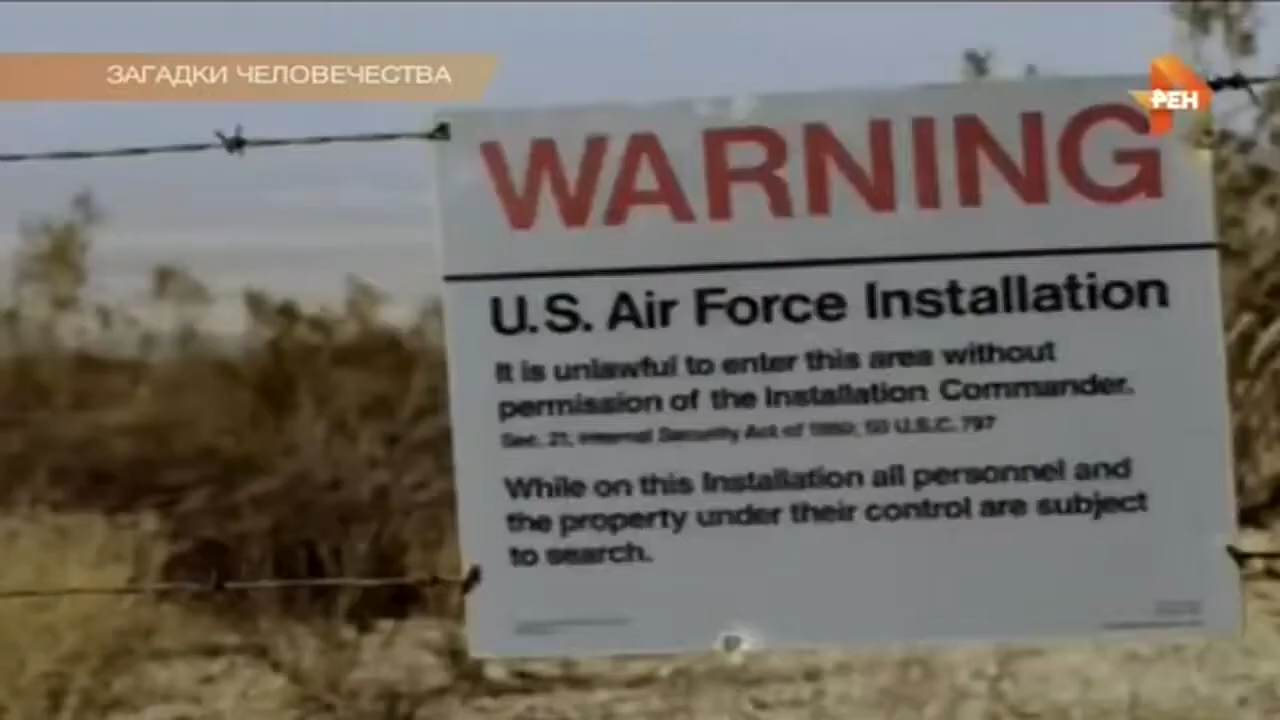 ЗАГАДКИ ЧЕЛОВЕЧЕСТВА
РЕН
WARNING
U.S. Air Force Installation
It is unlawful to enter this area without
permission of the Installation Commander.
Sec. 21, Internal Security Act of 1950; 50 U.S.C. 797
While on this Installation all personnel and
the property under their control are subject
to search.